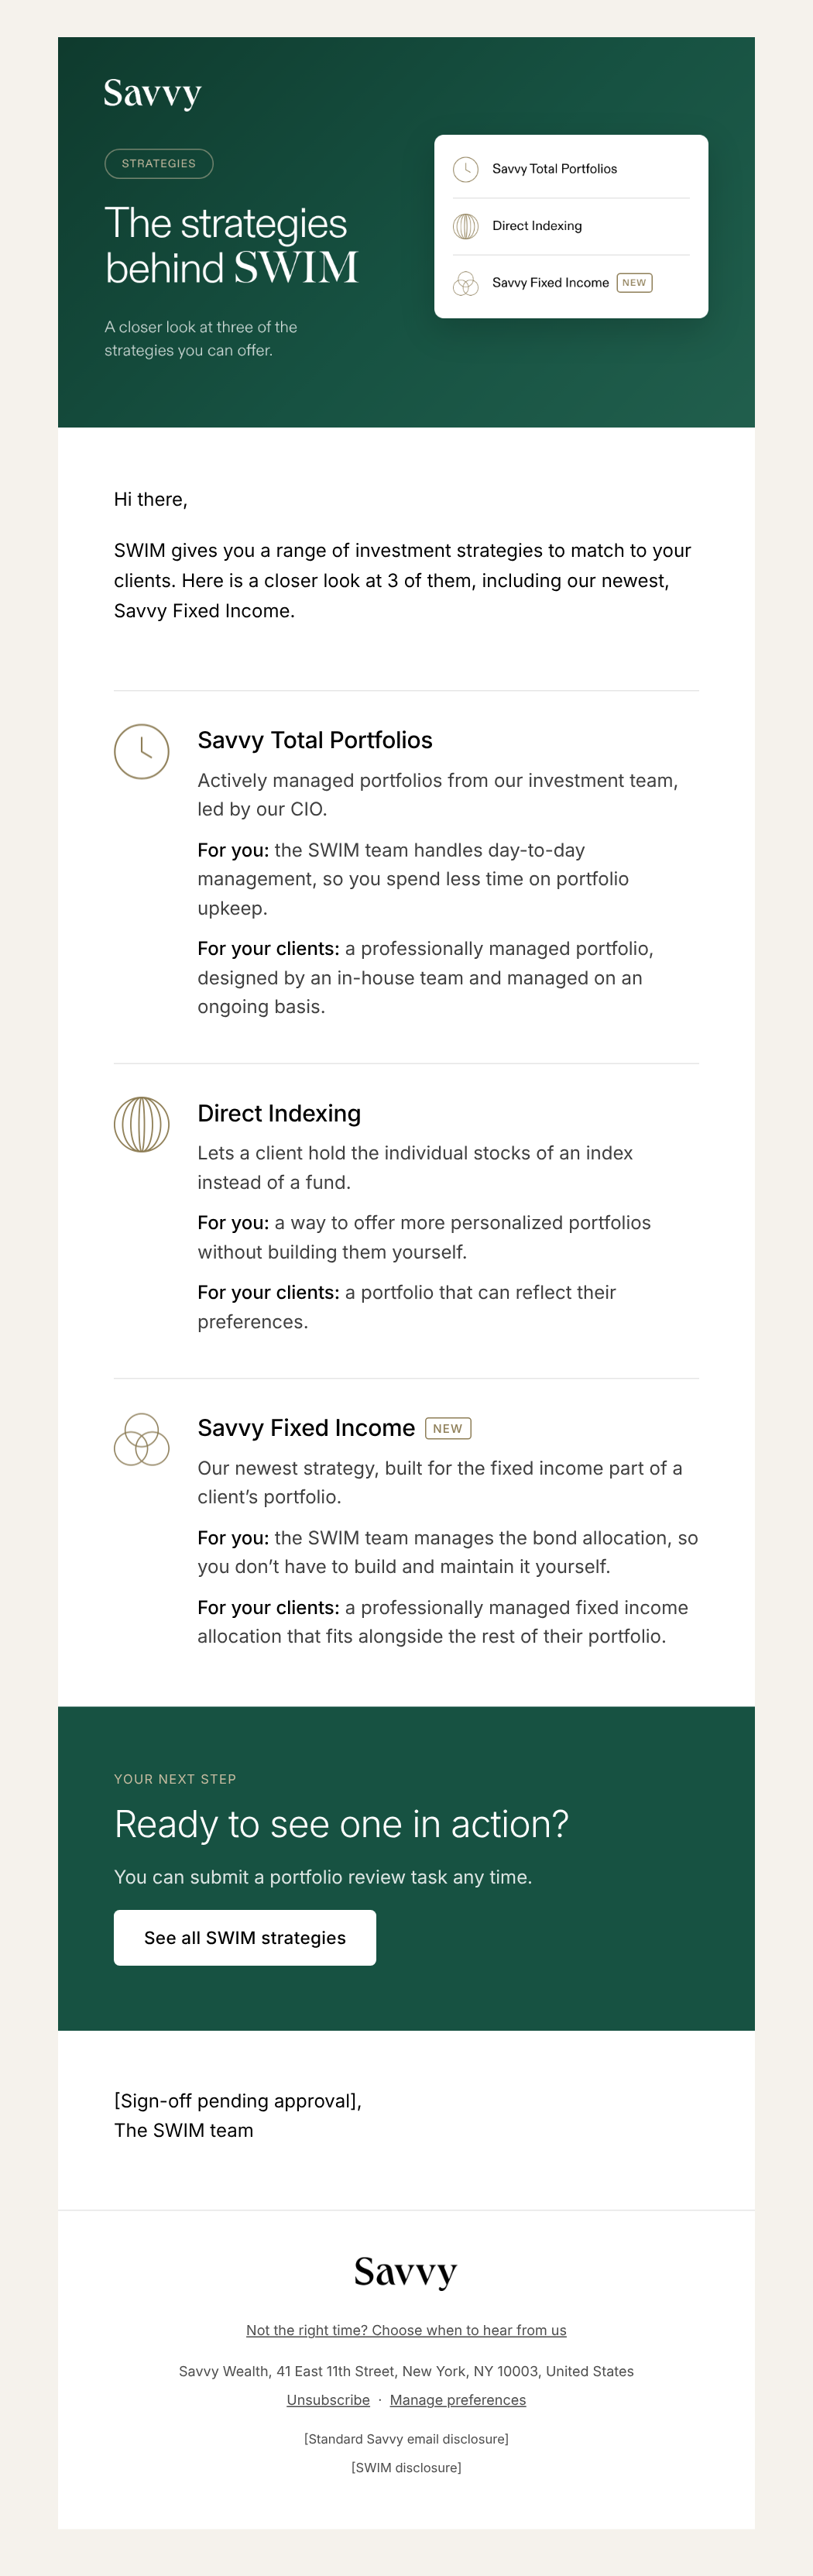 Savvy
STRATEGIES
The strategies
behind SWIM
A closer look at three of the
strategies you can offer.
Savvy Total Portfolios
Direct Indexing
Savvy Fixed Income NEW
Hi there,
SWIM gives you a range of investment strategies to match to your
clients. Here is a closer look at 3 of them, including our newest,
Savvy Fixed Income.
Savvy Total Portfolios
Actively managed portfolios from our investment team,
led by our CIO.
For you: the SWIM team handles day-to-day
management, so you spend less time on portfolio
upkeep.
For your clients: a professionally managed portfolio,
designed by an in-house team and managed on an
ongoing basis.
Direct Indexing
Lets a client hold the individual stocks of an index
instead of a fund.
For you: a way to offer more personalized portfolios
without building them yourself.
For your clients: a portfolio that can reflect their
preferences.
Savvy Fixed Income NEW
Our newest strategy, built for the fixed income part of a
client’s portfolio.
For you: the SWIM team manages the bond allocation, so
you don’t have to build and maintain it yourself.
For your clients: a professionally managed fixed income
allocation that fits alongside the rest of their portfolio.
YOUR NEXT STEP
Ready to see one in action?
You can submit a portfolio review task any time.
See all SWIM strategies
[Sign-off pending approval],
The SWIM team
Savvy
Not the right time? Choose when to hear from us
Savvy Wealth, 41 East 11th Street, New York, NY 10003, United States
Unsubscribe · Manage preferences
[Standard Savvy email disclosure]
[SWIM disclosure]